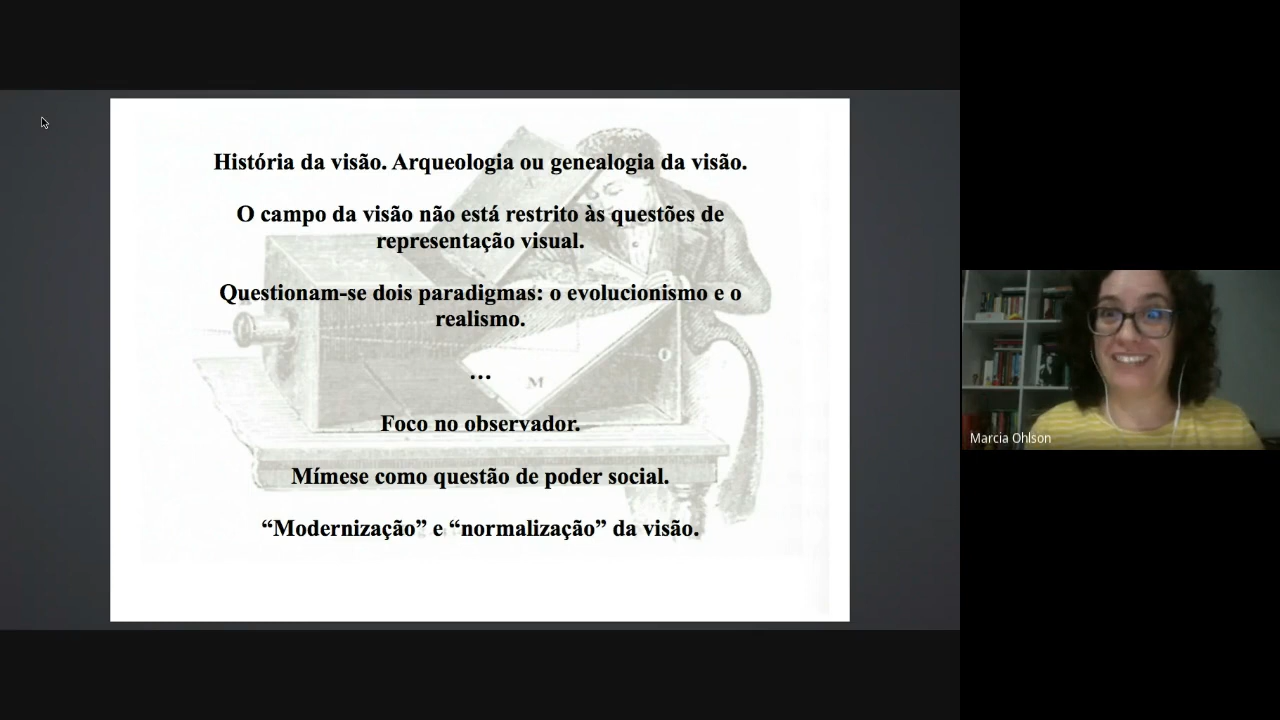 História da visão. Arqueologia ou genealogia da visão.
O campo da visão não está restrito às questões de
representação visual.
Questionam-se dois paradigmas: o evolucionismo e o
realismo.
…
O
M
Foco no observador.
Mímese como questão de poder social.
“Modernização” e “normalização” da visão.
Marcia Ohlson